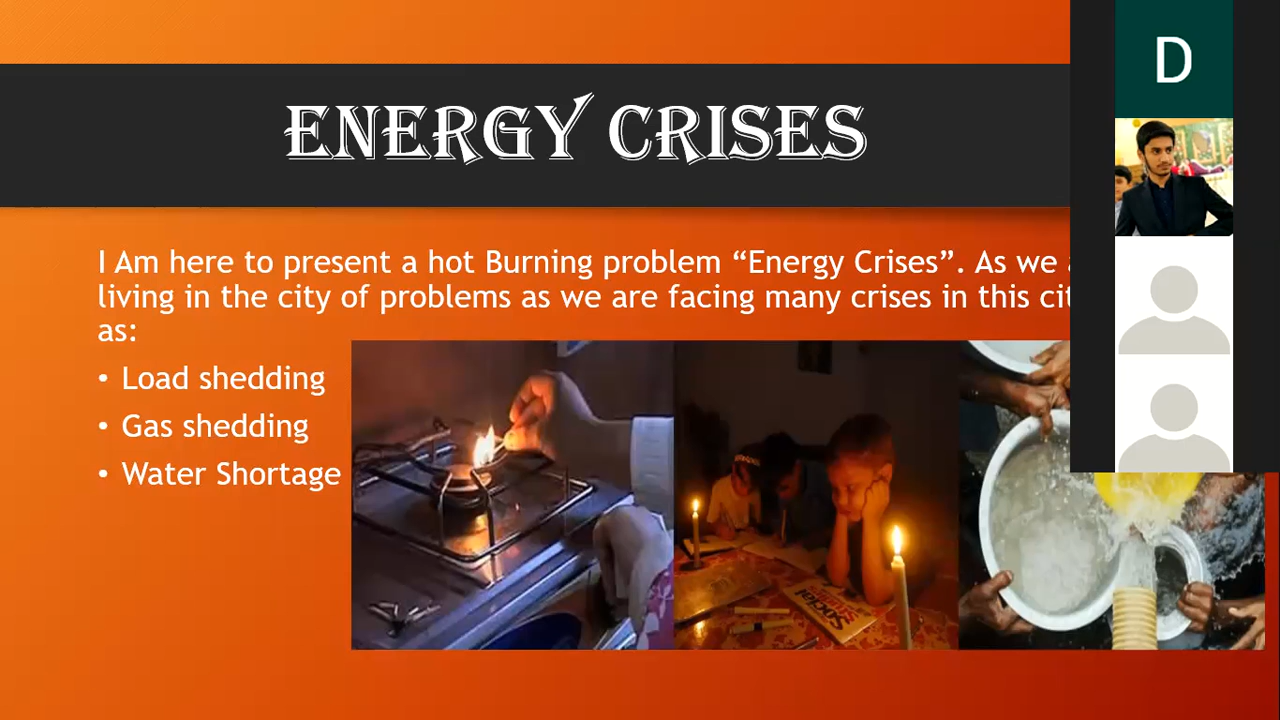 ENERGY CRISES
I Am here to present a hot Burning problem “Energy Crises”. As we
living in the city of problems as we are facing many crises in this
as:
• Load shedding
• Gas shedding
• Water Shortage
Social
D